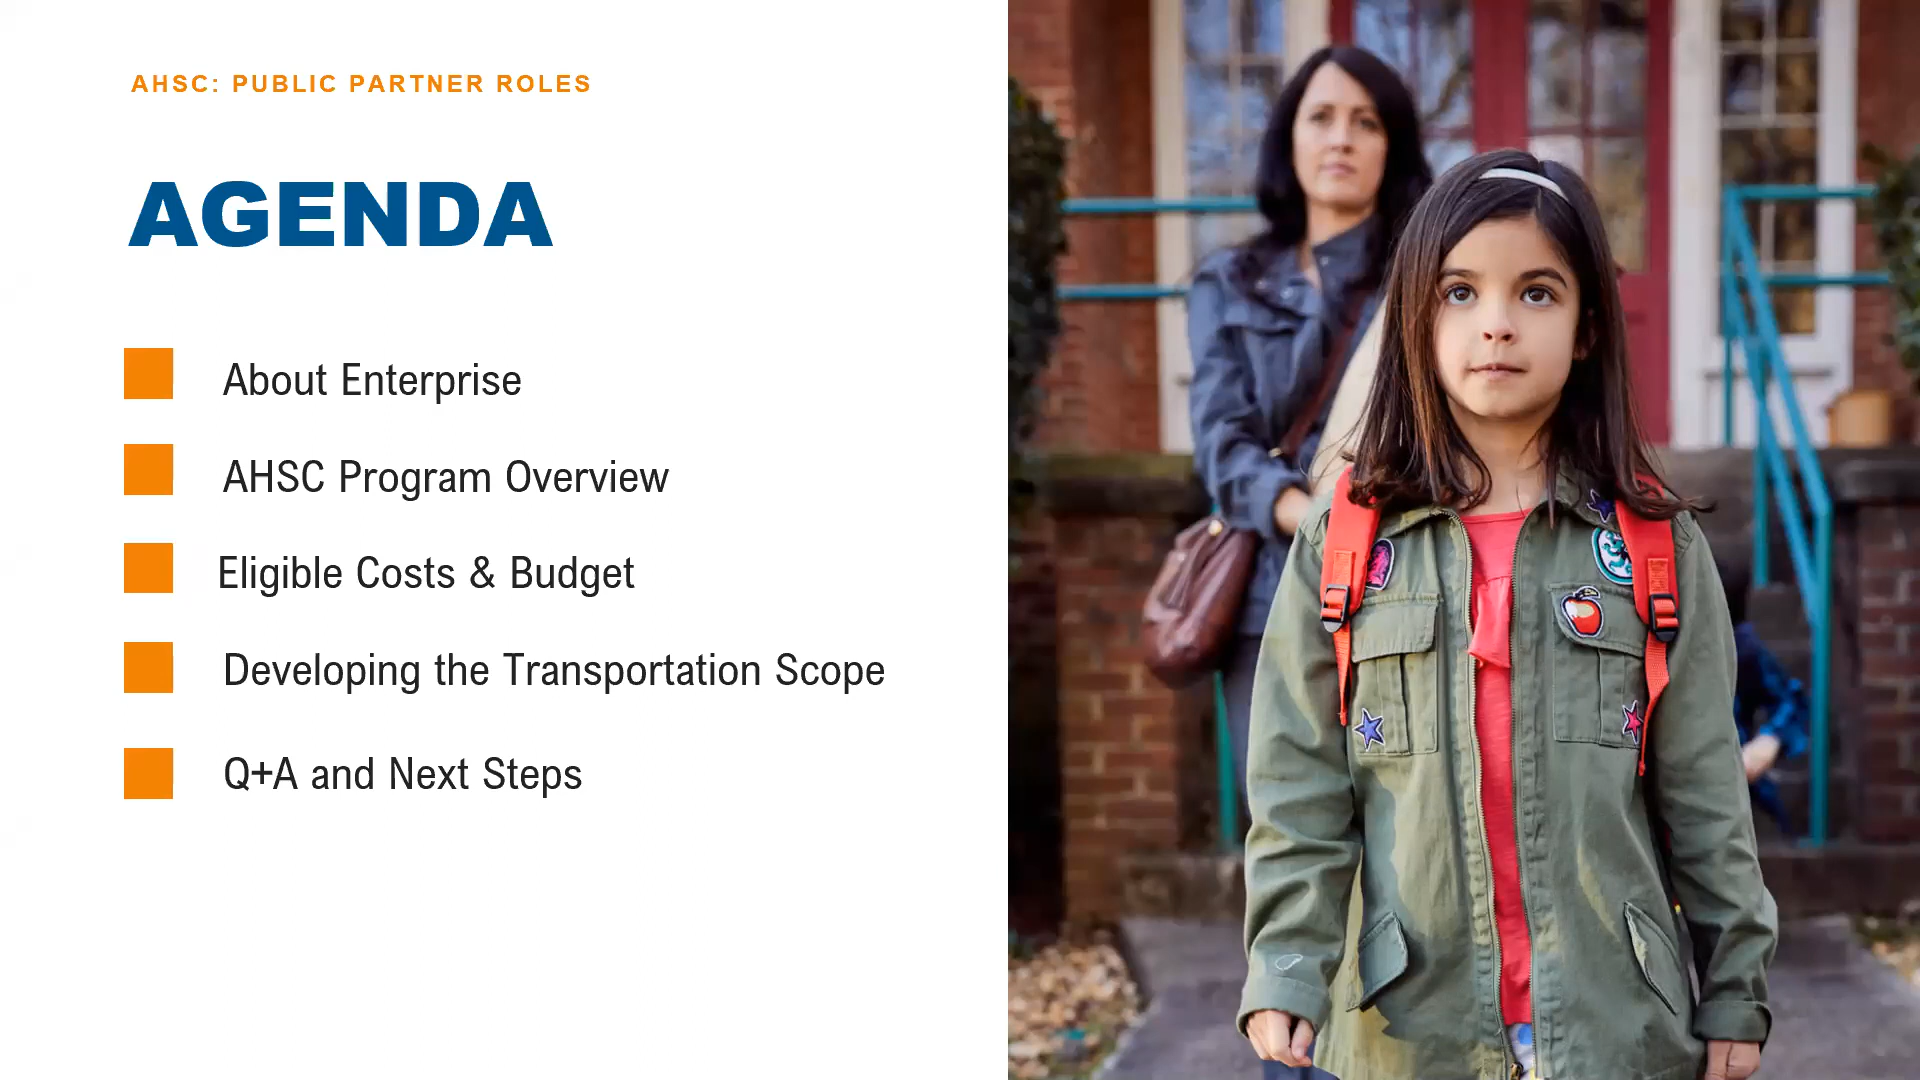 AHSC: PUBLIC PARTNER ROLES
AGENDA
About Enterprise
AHSC Program Overview
Eligible Costs & Budget
Developing the Transportation Scope
Q+A and Next Steps